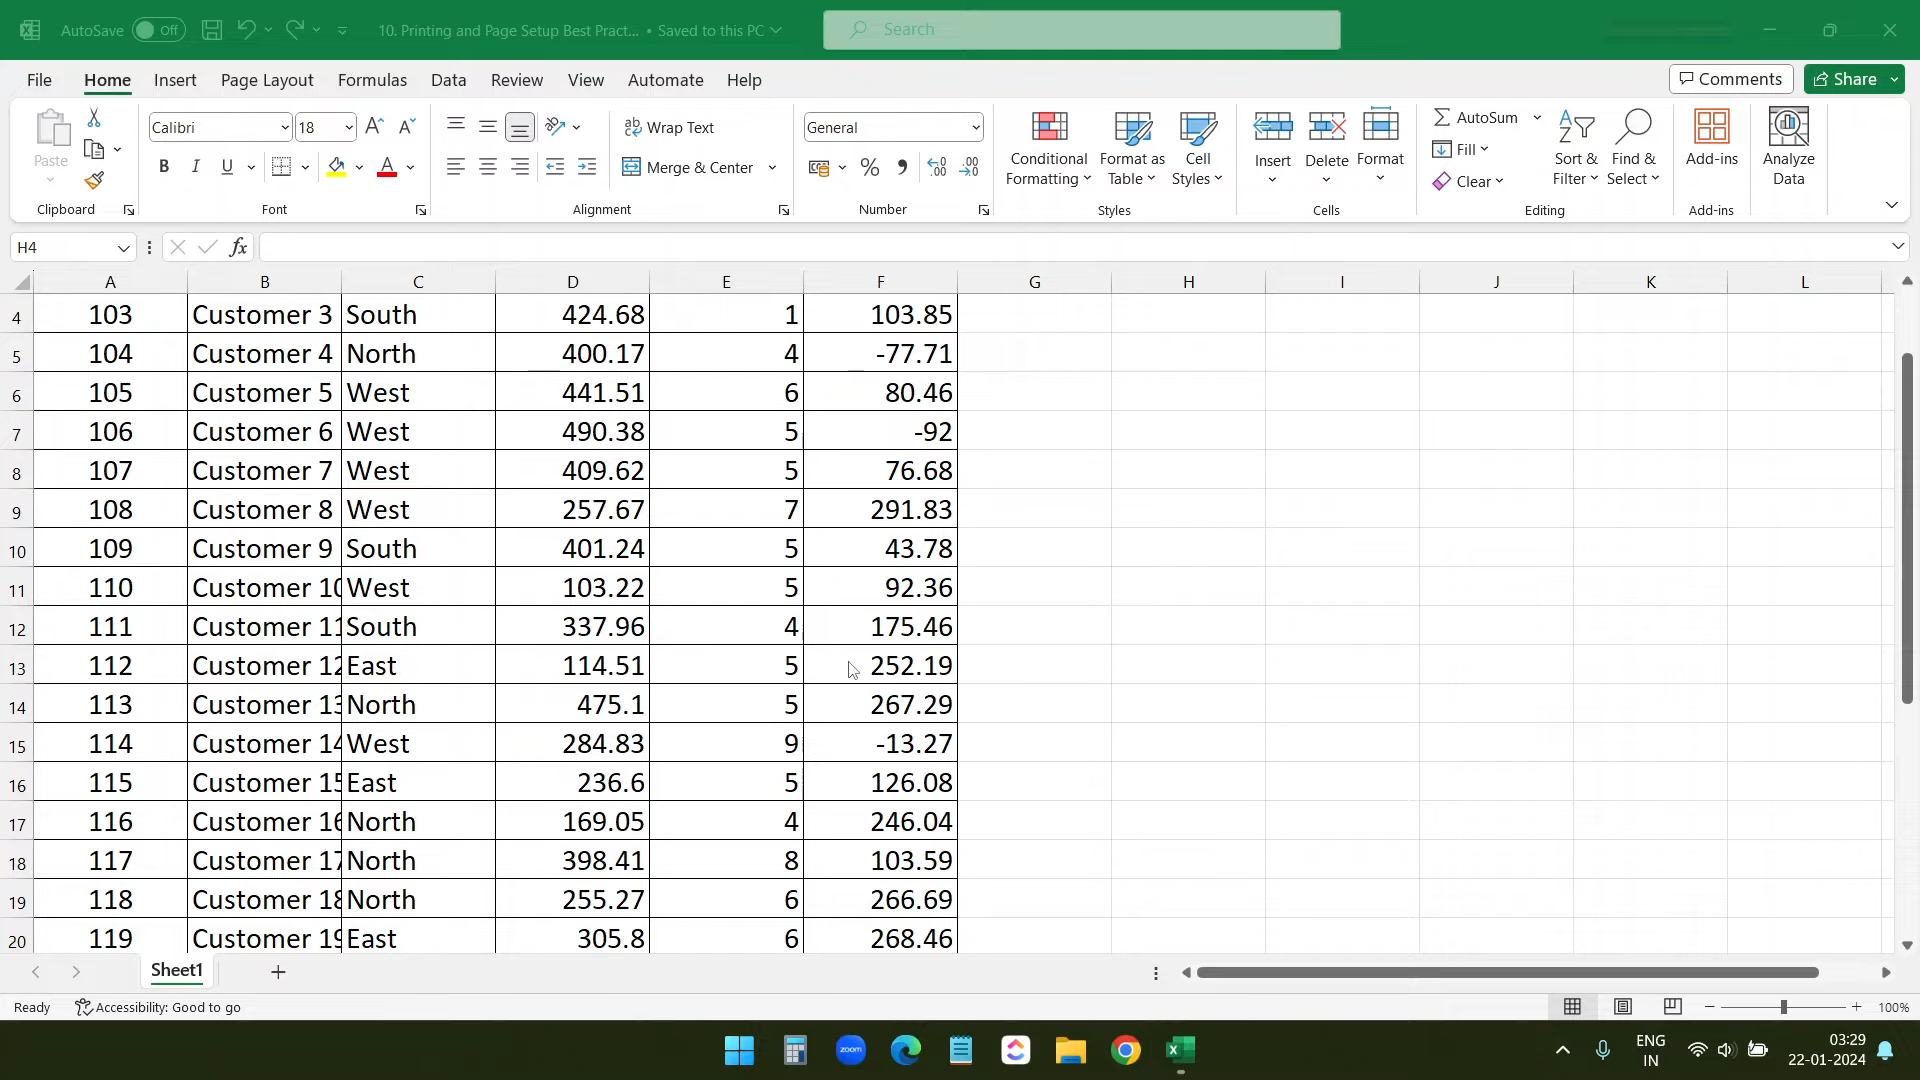 AutoSave Off 10. Printing and Page Setup Best Pract... • Saved to this PC Search
File Home Insert Page Layout Formulas Data Review View Automate Help Comments Share
Paste Calibri 18 Wrap Text General Conditional Formatting Format as Table Cell Styles Insert Delete Format AutoSum Sort & Filter Find & Select Add-ins Analyze Data
B I U Merge & Center % Fill
Clear
Clipboard Font Alignment Number Styles Cells Editing Add-ins
H4 fx
A B C D E F G H I J K L
4 103 Customer 3 South 424.68 1 103.85
5 104 Customer 4 North 400.17 4 -77.71
6 105 Customer 5 West 441.51 6 80.46
7 106 Customer 6 West 490.38 5 -92
8 107 Customer 7 West 409.62 5 76.68
9 108 Customer 8 West 257.67 7 291.83
10 109 Customer 9 South 401.24 5 43.78
11 110 Customer 10 West 103.22 5 92.36
12 111 Customer 11 South 337.96 4 175.46
13 112 Customer 12 East 114.51 5 252.19
14 113 Customer 13 North 475.1 5 267.29
15 114 Customer 14 West 284.83 9 -13.27
16 115 Customer 15 East 236.6 5 126.08
17 116 Customer 16 North 169.05 4 246.04
18 117 Customer 17 North 398.41 8 103.59
19 118 Customer 18 North 255.27 6 266.69
20 119 Customer 19 East 305.8 6 268.46
Sheet1
Ready Accessibility: Good to go 100%
zoom ENG IN 03:29
22-01-2024